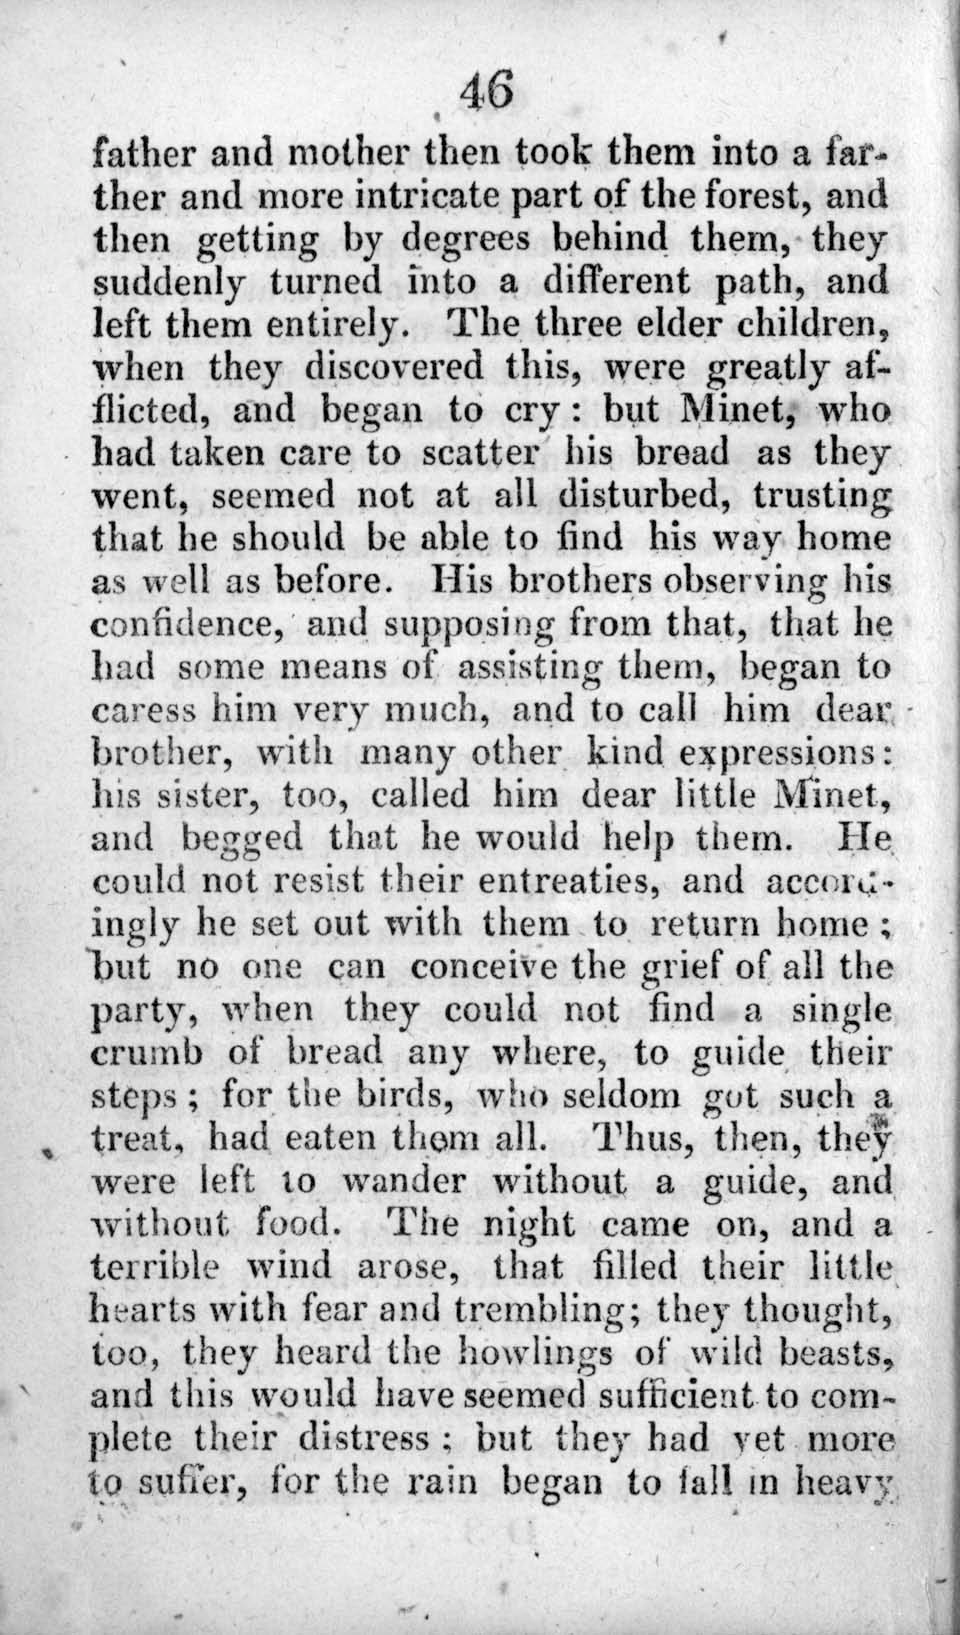 46
father and mother then took them into a far-
ther and more intricate part of the forest, and
then getting by degrees behind them, they
suddenly turned into a different path, and
left them entirely. The three elder children,
when they discovered this, were greatly af-
flicted, and began to cry: but Minet, who
had taken care to scatter his bread as they
went, seemed not at all disturbed, trusting
that he should be able to find his way home
as well as before. His brothers observing his
confidence, and supposing from that, that he
had some means of assisting them, began to
caress him very much, and to call him dear
brother, with many other kind expressions:
his sister, too, called him dear little Minet,
and begged that he would help them. He
could not resist their entreaties, and accord-
ingly he set out with them to return home;
but no one can conceive the grief of all the
party, when they could not find a single
crumb of bread any where, to guide their
steps; for the birds, who seldom got such a
treat, had eaten them all. Thus, then, they
were left to wander without a guide, and
without food. The night came on, and a
terrible wind arose, that filled their little
hearts with fear and trembling; they thought,
too, they heard the howlings of wild beasts,
and this would have seemed sufficient to com-
plete their distress; but they had yet more
to suffer, for the rain began to fall in heavy